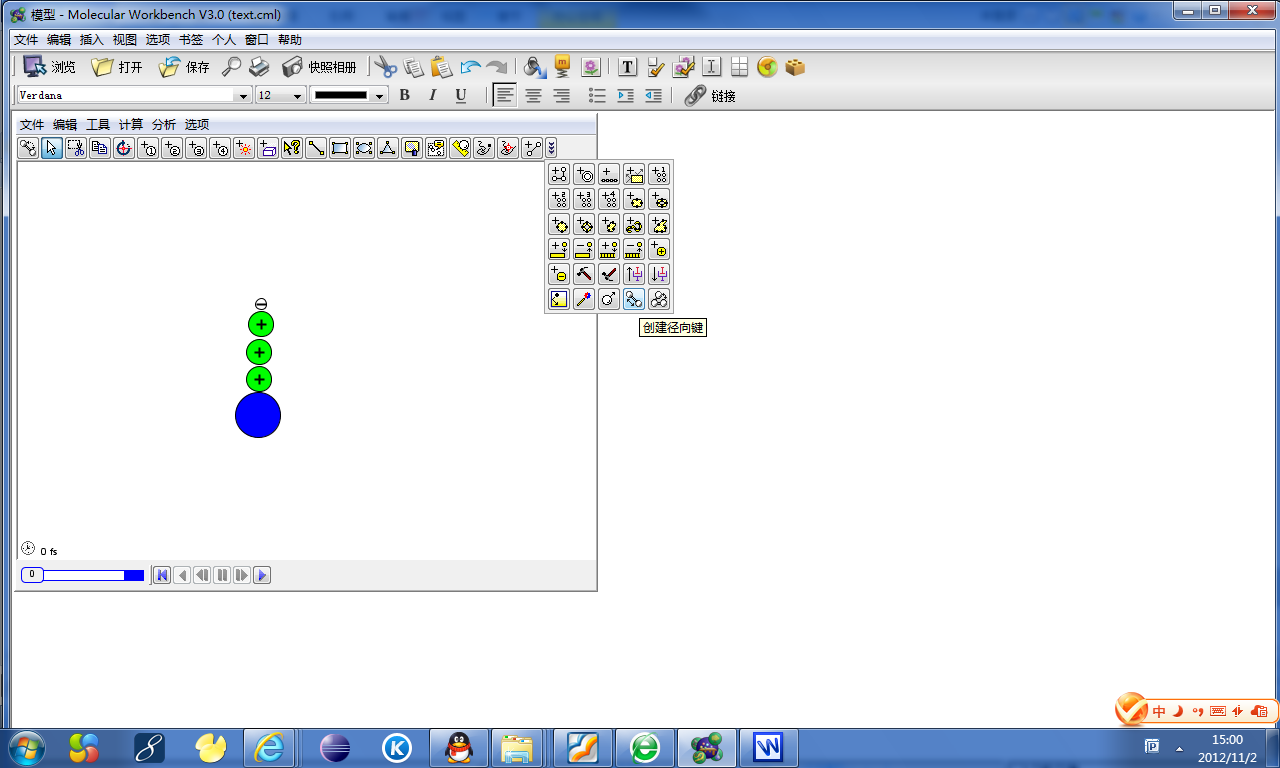 模型 - Molecular Workbench V3.0 (text.cml)
文件 编辑 插入 视图 选项 书签 个人 窗口 帮助
浏览 打开 保存 快照相册 T
Verdana 12 B I U 链接
文件 编辑 工具 计算 分析 选项
创建径向键
0 fs
0
中
15:00
2012/11/2